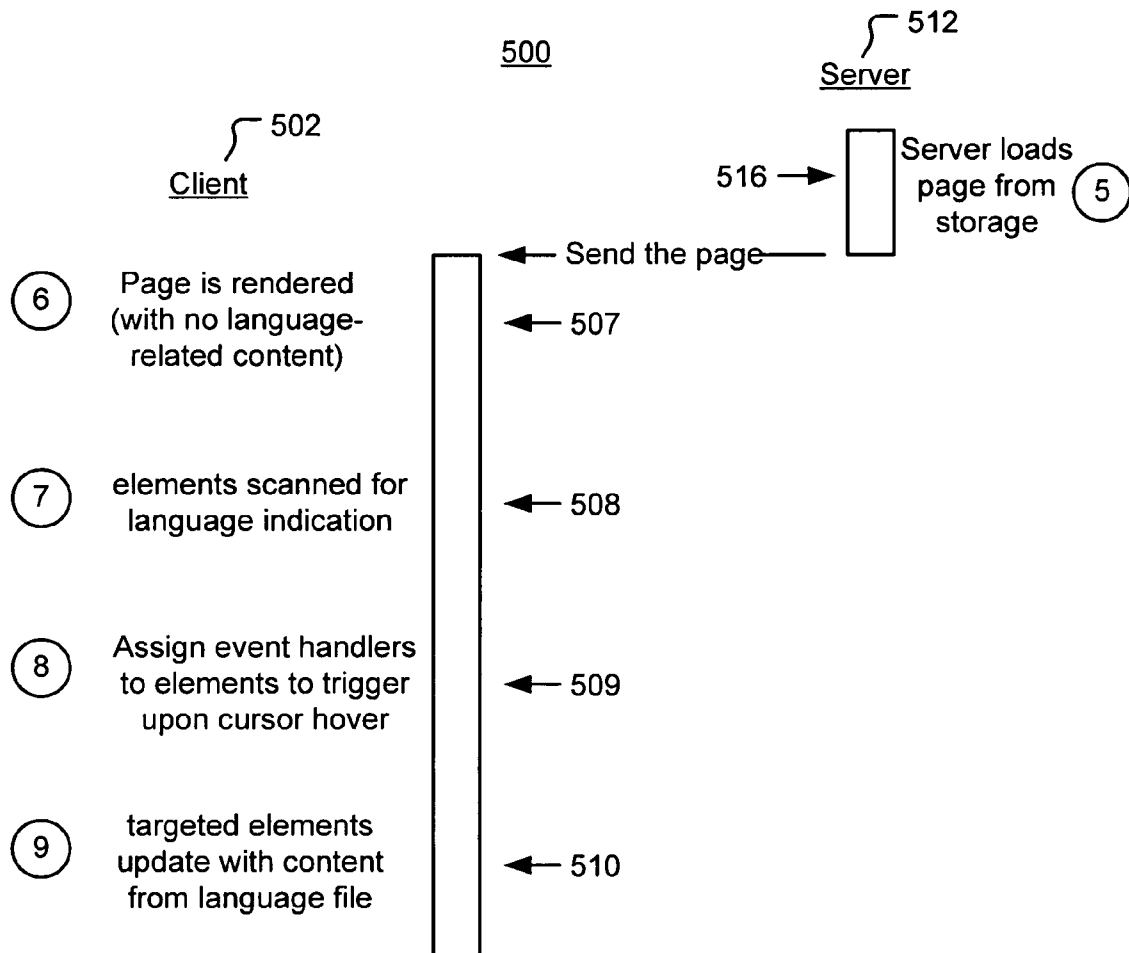 512
500
Server
502
Client
516
Server loads
page from
storage
5
Send the page
6
Page is rendered
(with no language-
related content)
507
7
elements scanned for
language indication
508
8
Assign event handlers
to elements to trigger
upon cursor hover
509
9
targeted elements
update with content
from language file
510